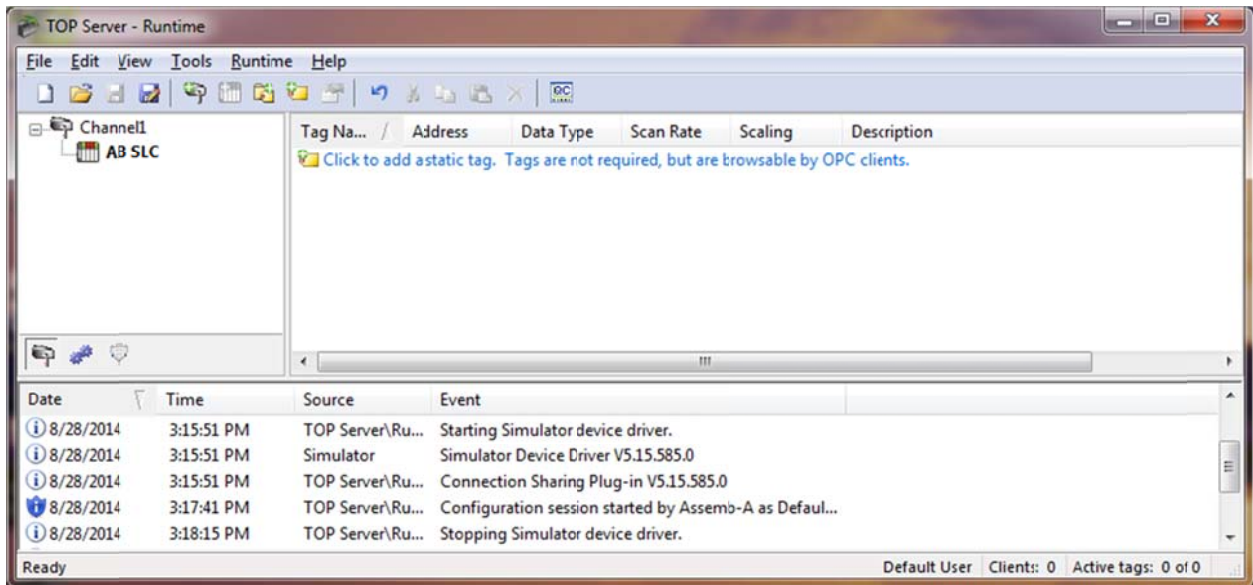 TOP Server - Runtime
File Edit View Tools Runtime Help
Channel1
AB SLC
Tag Na... Address Data Type Scan Rate Scaling Description
Click to add a static tag. Tags are not required, but are browsable by OPC clients.
Date Time Source Event
8/28/2014 3:15:51 PM TOP Server\Ru... Starting Simulator device driver.
8/28/2014 3:15:51 PM Simulator Simulator Device Driver V5.15.585.0
8/28/2014 3:15:51 PM TOP Server\Ru... Connection Sharing Plug-in V5.15.585.0
8/28/2014 3:17:41 PM TOP Server\Ru... Configuration session started by Assemb-A as Defaul...
8/28/2014 3:18:15 PM TOP Server\Ru... Stopping Simulator device driver.
Ready Default User Clients: 0 Active tags: 0 of 0